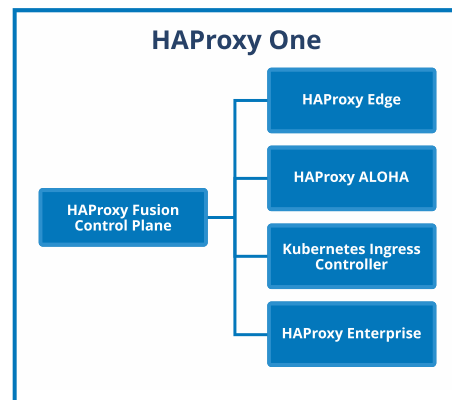 HAProxy One
HAProxy Edge
HAProxy ALOHA
HAProxy Fusion
Control Plane
Kubernetes Ingress
Controller
HAProxy Enterprise